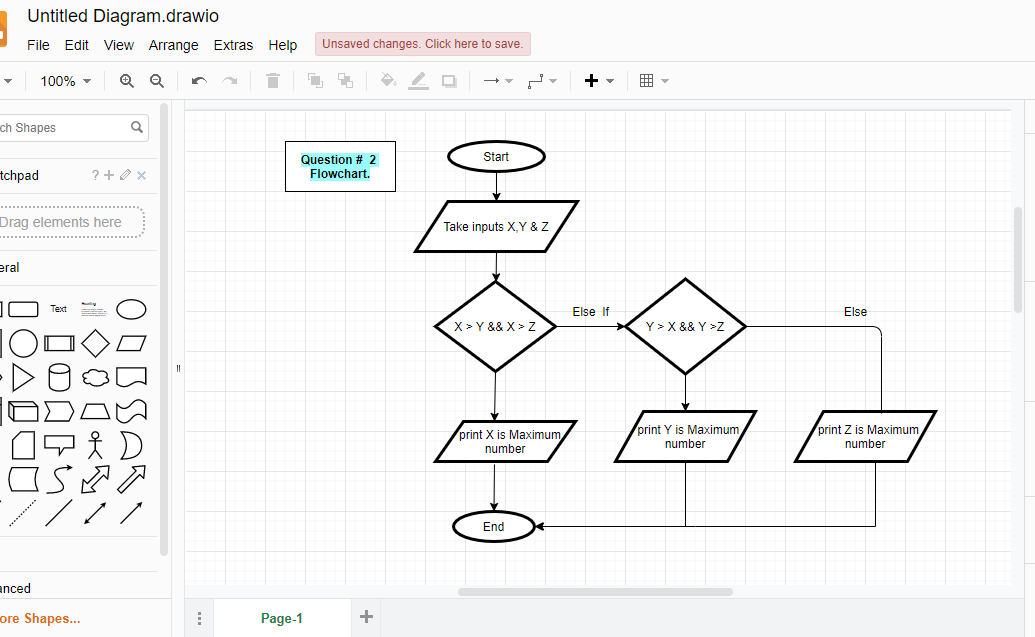 Untitled Diagram.drawio
File Edit View Arrange Extras Help Unsaved changes. Click here to save.
100%
ch Shapes
tchpad ?
Drag elements here
eral
Text
Question # 2
Flowchart.
Start
Take inputs X,Y & Z
X > Y && X > Z
Else If
Y > X && Y >Z
Else
print X is Maximum
number
print Y is Maximum
number
print Z is Maximum
number
End
anced
ore Shapes...
Page-1